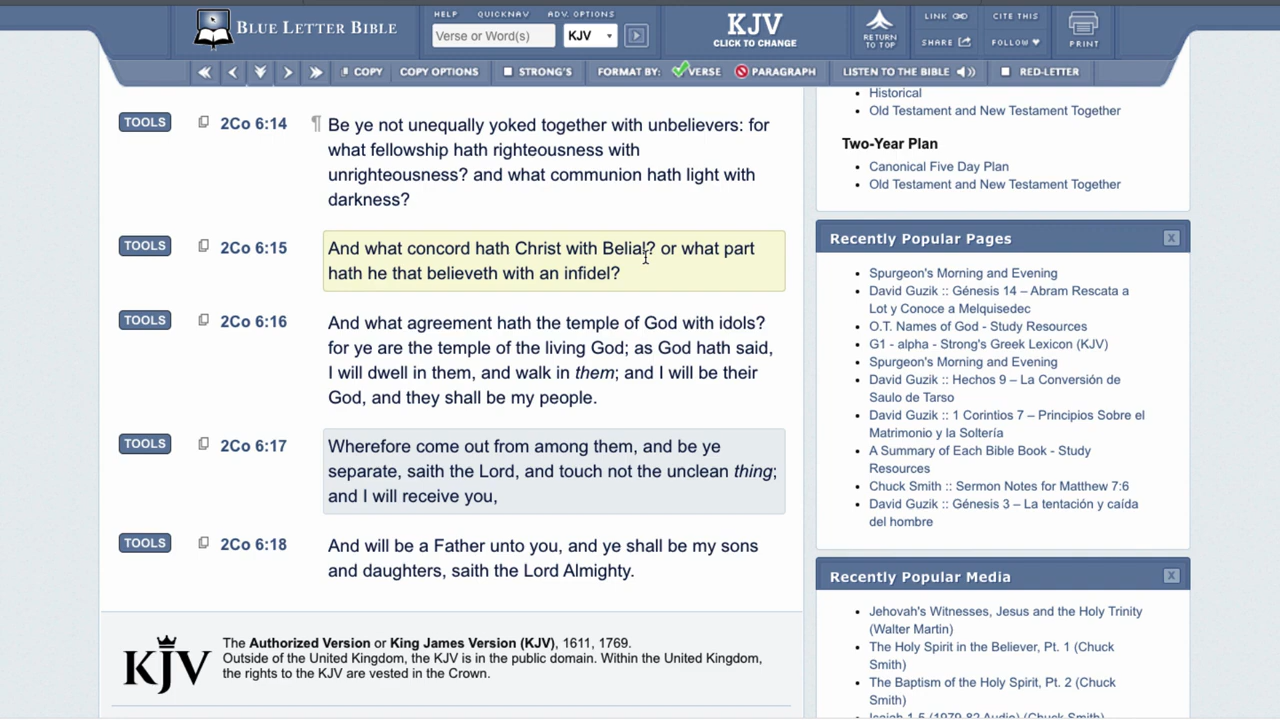 BLUE LETTER BIBLE
HELP QUICKNAV ADV. OPTIONS
Verse or Word(s) KJV
KJV
CLICK TO CHANGE
RETURN
TO TOP
LINK CITE THIS
SHARE FOLLOW
PRINT
COPY COPY OPTIONS STRONG'S FORMAT BY: VERSE PARAGRAPH LISTEN TO THE BIBLE RED-LETTER
TOOLS 2Co 6:14 ¶ Be ye not unequally yoked together with unbelievers: for
what fellowship hath righteousness with
unrighteousness? and what communion hath light with
darkness?
TOOLS 2Co 6:15 And what concord hath Christ with Belial? or what part
hath he that believeth with an infidel?
TOOLS 2Co 6:16 And what agreement hath the temple of God with idols?
for ye are the temple of the living God; as God hath said,
I will dwell in them, and walk in them; and I will be their
God, and they shall be my people.
TOOLS 2Co 6:17 Wherefore come out from among them, and be ye
separate, saith the Lord, and touch not the unclean thing;
and I will receive you,
TOOLS 2Co 6:18 And will be a Father unto you, and ye shall be my sons
and daughters, saith the Lord Almighty.
KJV
The Authorized Version or King James Version (KJV), 1611, 1769.
Outside of the United Kingdom, the KJV is in the public domain. Within the United Kingdom,
the rights to the KJV are vested in the Crown.
Historical
Old Testament and New Testament Together
Two-Year Plan
Canonical Five Day Plan
Old Testament and New Testament Together
Recently Popular Pages X
Spurgeon's Morning and Evening
David Guzik :: Génesis 14 – Abram Rescata a
Lot y Conoce a Melquisedec
O.T. Names of God - Study Resources
G1 - alpha - Strong's Greek Lexicon (KJV)
Spurgeon's Morning and Evening
David Guzik :: Hechos 9 – La Conversión de
Saulo de Tarso
David Guzik :: 1 Corintios 7 – Principios Sobre el
Matrimonio y la Soltería
A Summary of Each Bible Book - Study
Resources
Chuck Smith :: Sermon Notes for Matthew 7:6
David Guzik :: Génesis 3 – La tentación y caída
del hombre
Recently Popular Media X
Jehovah's Witnesses, Jesus and the Holy Trinity
(Walter Martin)
The Holy Spirit in the Believer, Pt. 1 (Chuck
Smith)
The Baptism of the Holy Spirit, Pt. 2 (Chuck
Smith)
Isaiah 1-5 (1979-82 Audio) (Chuck Smith)